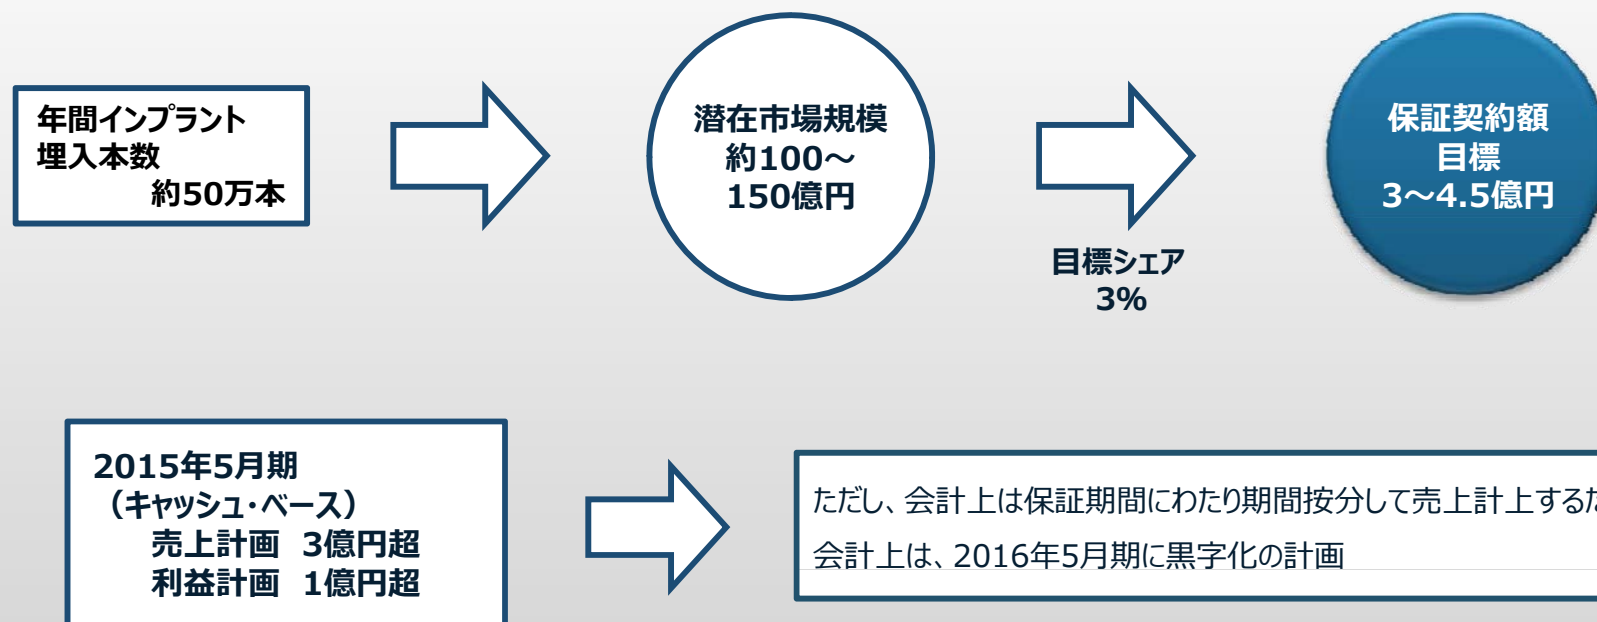 年間インプラント
埋入本数
約50万本
潜在市場規模
約100～
150億円
目標シェア
3%
保証契約額
目標
3～4.5億円
2015年5月期
（キャッシュ・ベース）
売上計画 3億円超
利益計画 1億円超
ただし、会計上は保証期間にわたり期間按分して売上計上する
会計上は、2016年5月期に黒字化の計画